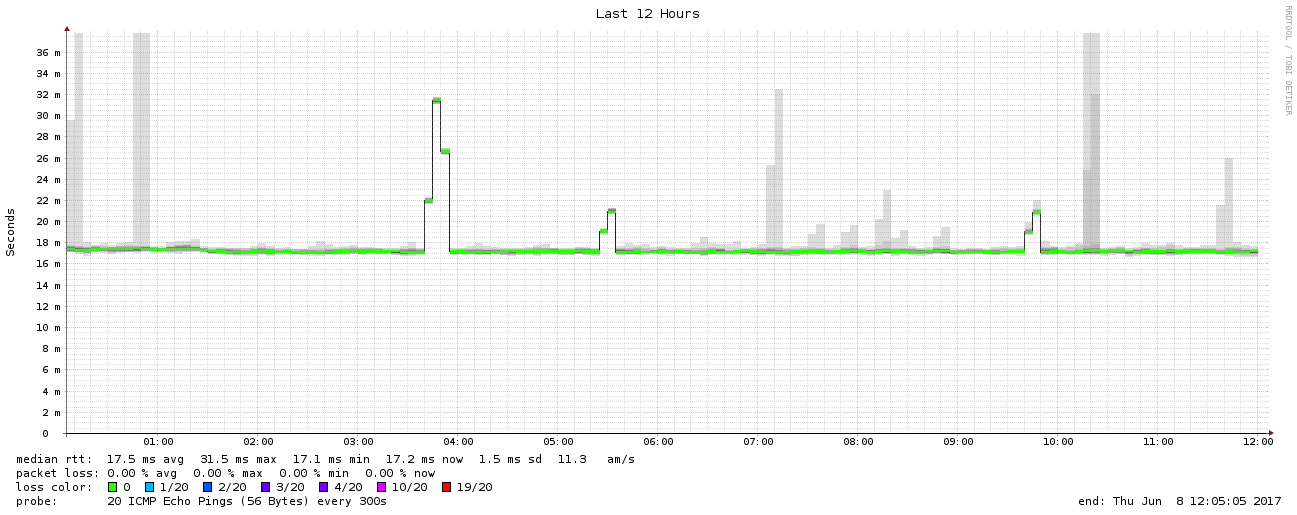 Last 12 Hours
RRDTOOL / TOBI OETIKER
Seconds
36 m
34 m
32 m
30 m
28 m
26 m
24 m
22 m
20 m
18 m
16 m
14 m
12 m
10 m
8 m
6 m
4 m
2 m
0
01:00 02:00 03:00 04:00 05:00 06:00 07:00 08:00 09:00 10:00 11:00 12:00
median rtt: 17.5 ms avg 31.5 ms max 17.1 ms min 17.2 ms now 1.5 ms sd 11.3 am/s
packet loss: 0.00 % avg 0.00 % max 0.00 % min 0.00 % now
loss color: 0 1/20 2/20 3/20 4/20 10/20 19/20
probe: 20 ICMP Echo Pings (56 Bytes) every 300s end: Thu Jun 8 12:05:05 2017